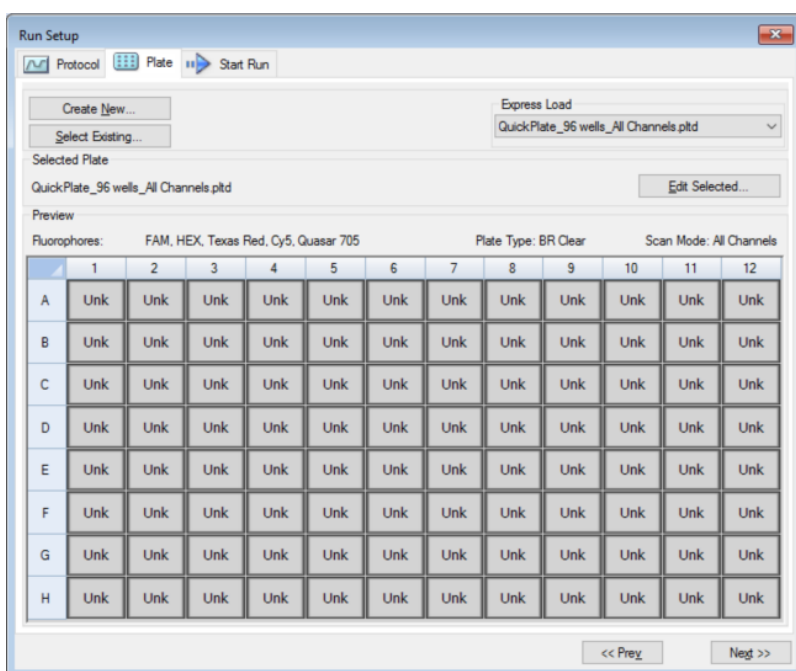 Run Setup
Protocol Plate Start Run
Create New...
Select Existing...
Express Load
QuickPlate_96 wells_All Channels.pltd
Selected Plate
QuickPlate_96 wells_All Channels.pltd
Edit Selected...
Preview
Fluorophores: FAM, HEX, Texas Red, Cy5, Quasar 705 Plate Type: BR Clear Scan Mode: All Channels
1 2 3 4 5 6 7 8 9 10 11 12
A Unk Unk Unk Unk Unk Unk Unk Unk Unk Unk Unk Unk
B Unk Unk Unk Unk Unk Unk Unk Unk Unk Unk Unk Unk
C Unk Unk Unk Unk Unk Unk Unk Unk Unk Unk Unk Unk
D Unk Unk Unk Unk Unk Unk Unk Unk Unk Unk Unk Unk
E Unk Unk Unk Unk Unk Unk Unk Unk Unk Unk Unk Unk
F Unk Unk Unk Unk Unk Unk Unk Unk Unk Unk Unk Unk
G Unk Unk Unk Unk Unk Unk Unk Unk Unk Unk Unk Unk
H Unk Unk Unk Unk Unk Unk Unk Unk Unk Unk Unk Unk
<< Prev Next >>